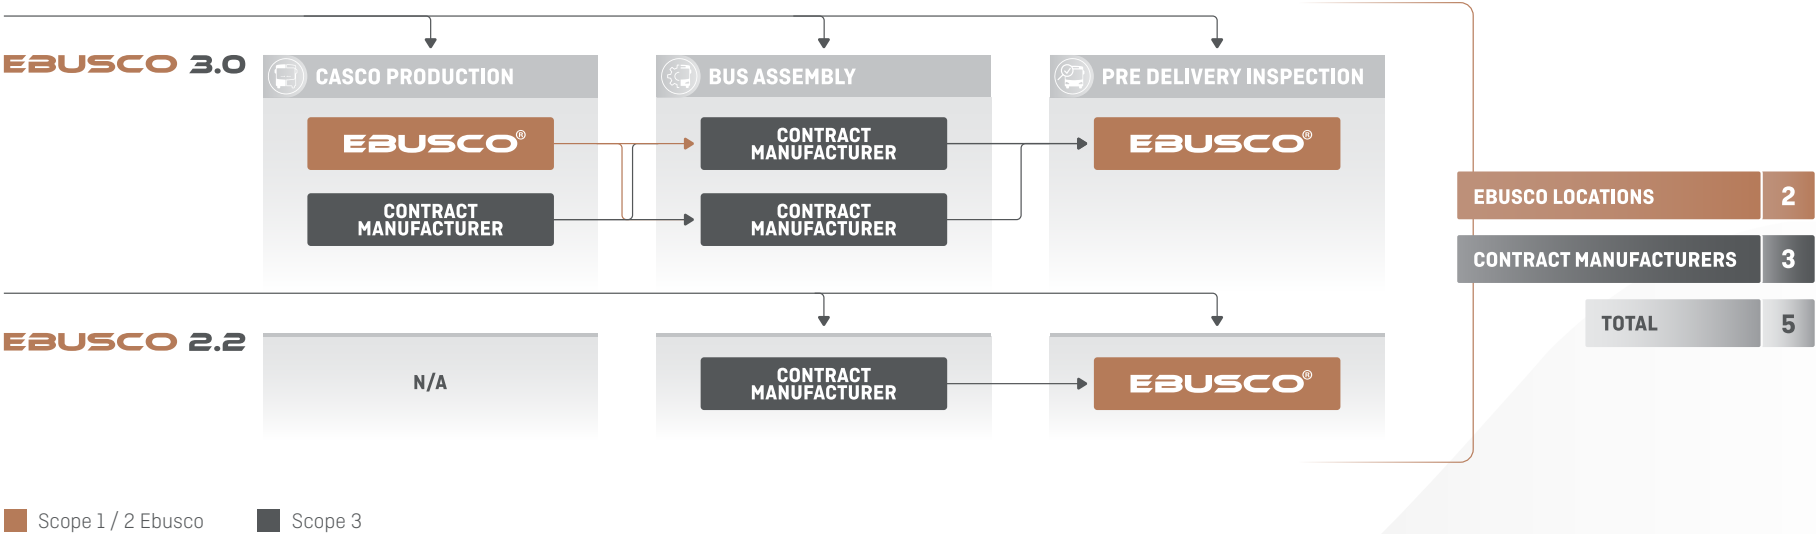 EBUSCO 3.0
CASCO PRODUCTION
BUS ASSEMBLY
PRE DELIVERY INSPECTION
EBUSCO®
CONTRACT
MANUFACTURER
EBUSCO®
CONTRACT
MANUFACTURER
CONTRACT
MANUFACTURER
EBUSCO LOCATIONS 2
CONTRACT MANUFACTURERS 3
TOTAL 5
EBUSCO 2.2
N/A
CONTRACT
MANUFACTURER
EBUSCO®
Scope 1 / 2 Ebusco
Scope 3